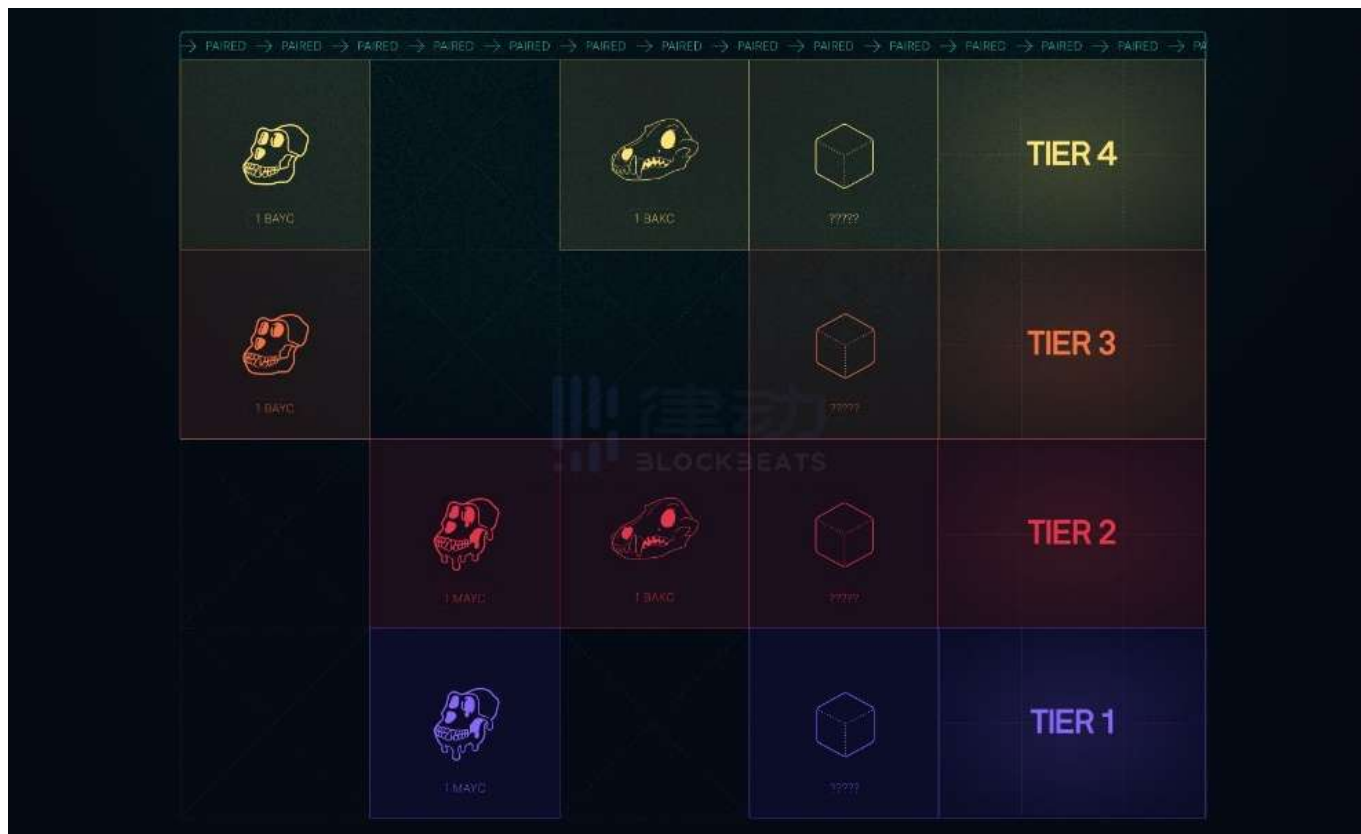 → PAIRED → PAIRED → PAIRED → PAIRED → PAIRED → PAIRED → PAIRED → PAIRED → PAIRED → PAIRED → PAIRED → PAIRED → PAIRED → PA
1 BAYC 1 BAKC ????? TIER 4
1 BAYC ????? TIER 3
律动
BLOCKBEATS
1 MAYC 1 BAKC ????? TIER 2
1 MAYC ????? TIER 1